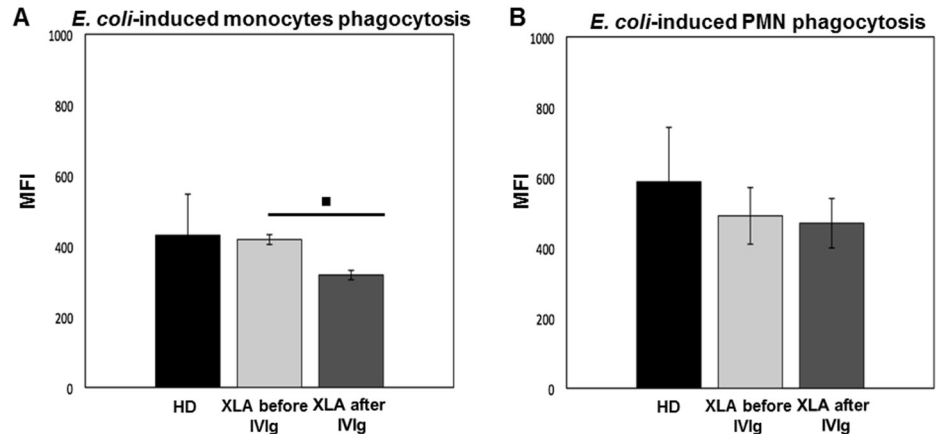 A
E. coli-induced monocytes phagocytosis
1000
800
600
400
200
0
MFI
HD
XLA before
IVIg
XLA after
IVIg
B
E. coli-induced PMN phagocytosis
1000
800
600
400
200
0
MFI
HD
XLA before
IVIg
XLA after
IVIg